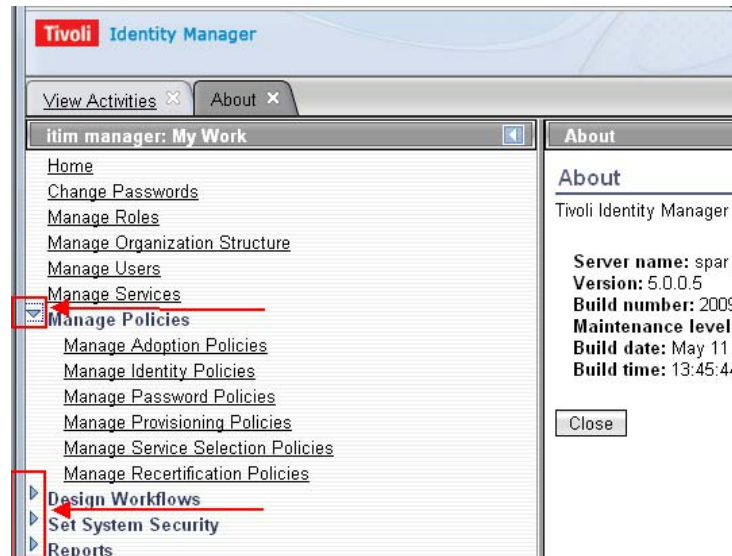 Tivoli Identity Manager
View Activities
About
itim manager: My Work
Home
Change Passwords
Manage Roles
Manage Organization Structure
Manage Users
Manage Services
Manage Policies
Manage Adoption Policies
Manage Identity Policies
Manage Password Policies
Manage Provisioning Policies
Manage Service Selection Policies
Manage Recertification Policies
Design Workflows
Set System Security
Reports
About
About
Tivoli Identity Manager
Server name: spar
Version: 5.0.0.5
Build number: 2009
Maintenance level
Build date: May 11
Build time: 13:45:44
Close